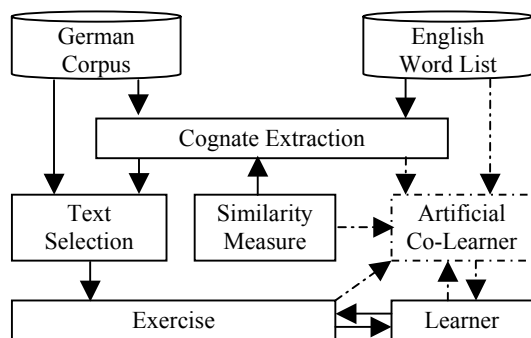 German
Corpus
English
Word List
Cognate Extraction
Text
Selection
Similarity
Measure
Artificial
Co-Learner
Exercise
Learner